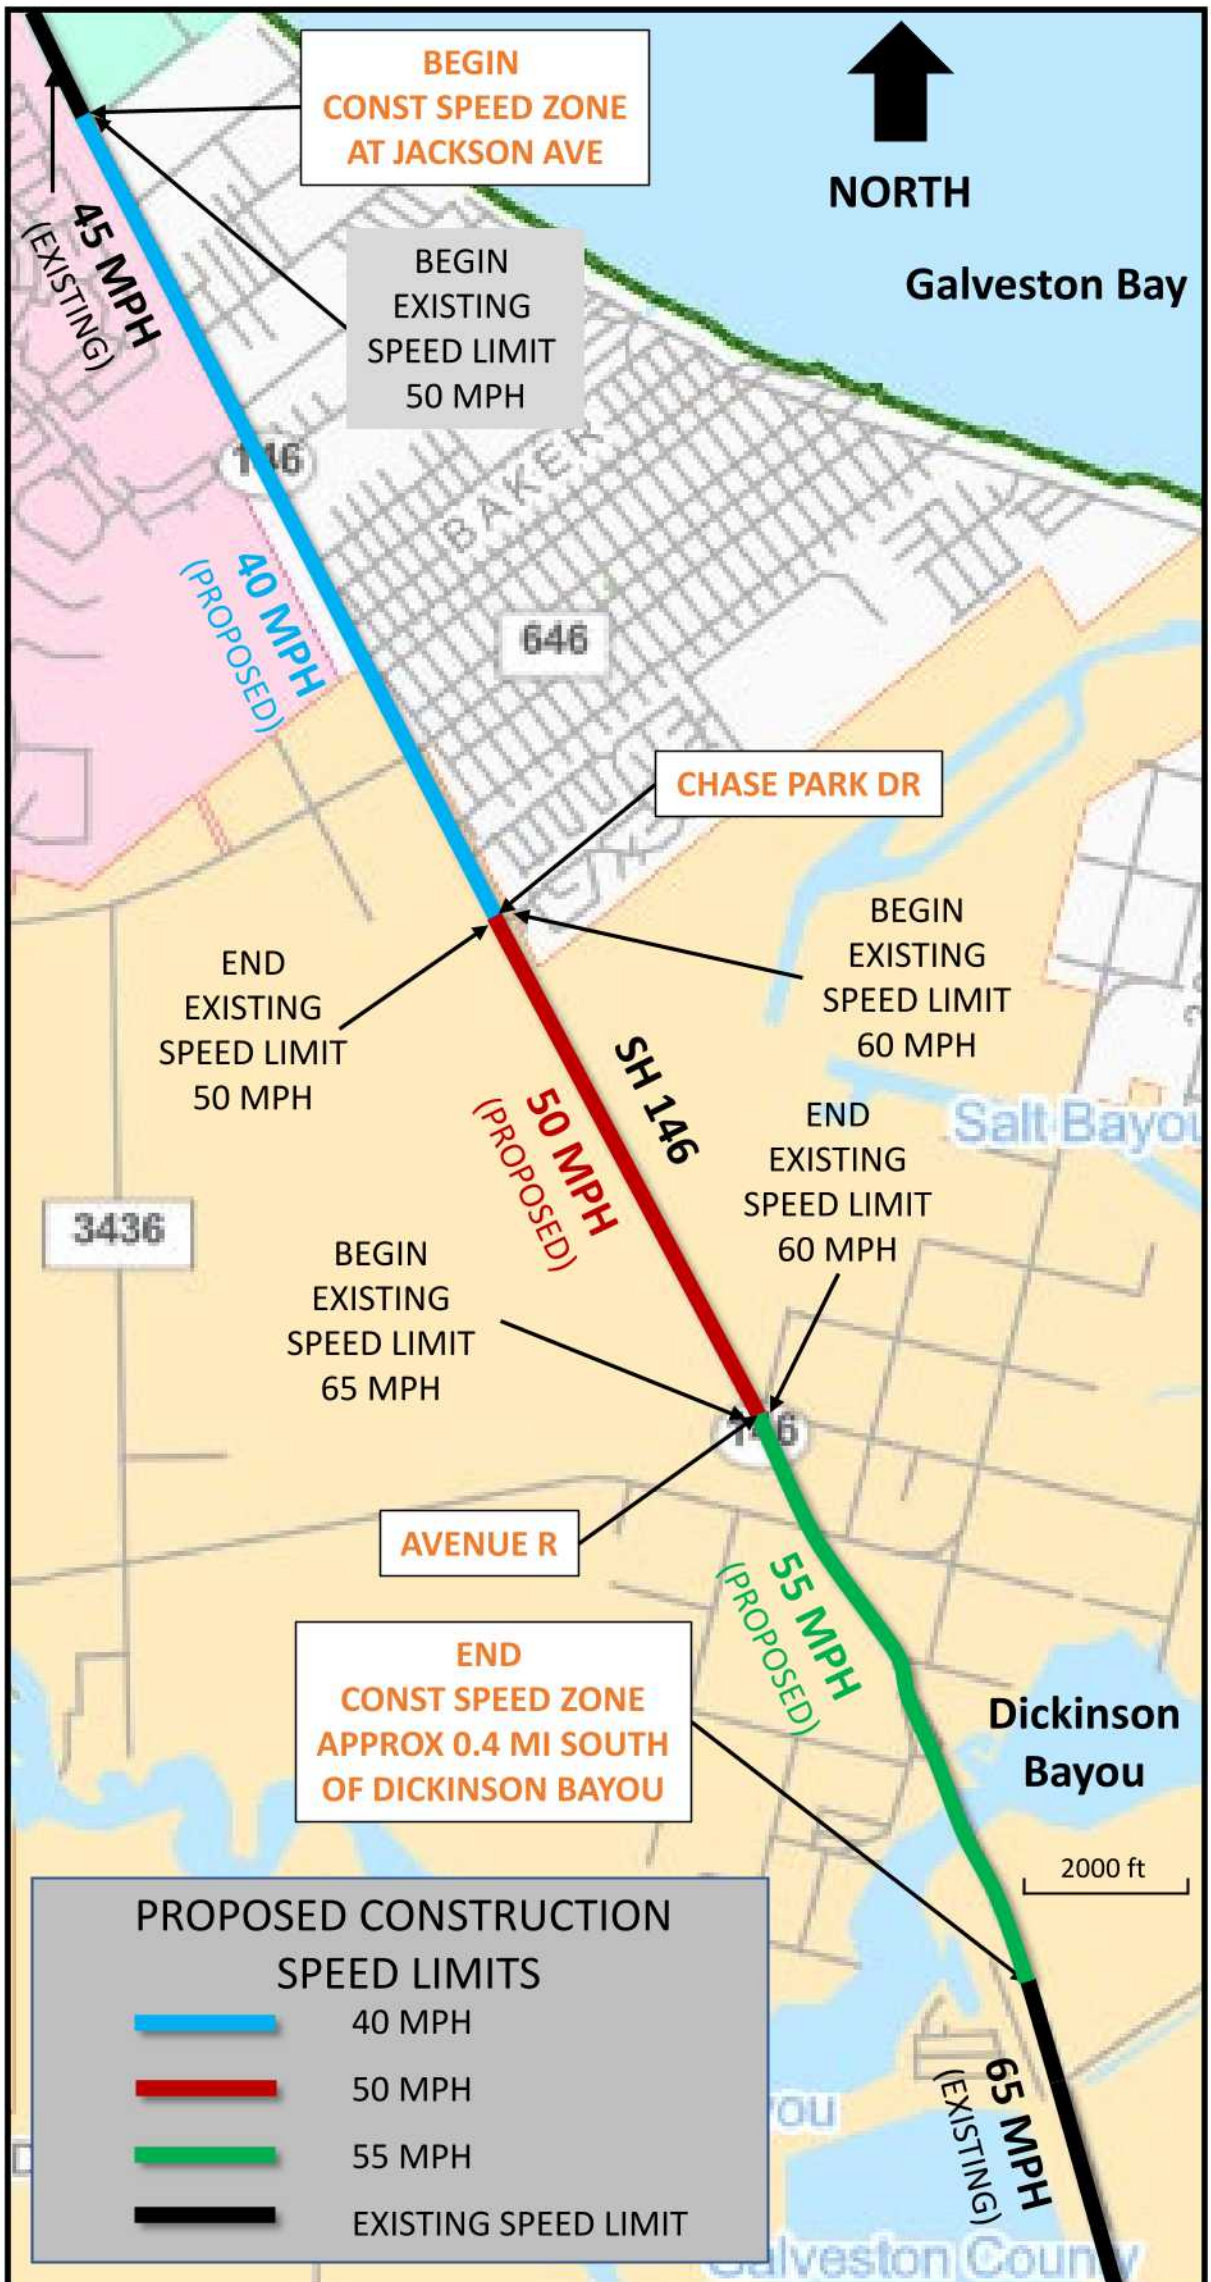 BEGIN
CONST SPEED ZONE
AT JACKSON AVE
NORTH
Galveston Bay
45 MPH
(EXISTING)
BEGIN
EXISTING
SPEED LIMIT
50 MPH
146
BAKER
40 MPH
(PROPOSED)
646
CHASE PARK DR
BEGIN
EXISTING
SPEED LIMIT
60 MPH
END
EXISTING
SPEED LIMIT
50 MPH
SH 146
50 MPH
(PROPOSED)
END
EXISTING
SPEED LIMIT
60 MPH
Salt Bayou
3436
BEGIN
EXISTING
SPEED LIMIT
65 MPH
146
AVENUE R
55 MPH
(PROPOSED)
END
CONST SPEED ZONE
APPROX 0.4 MI SOUTH
OF DICKINSON BAYOU
Dickinson
Bayou
2000 ft
PROPOSED CONSTRUCTION
SPEED LIMITS
40 MPH
50 MPH
55 MPH
EXISTING SPEED LIMIT
65 MPH
(EXISTING)
you
Galveston County